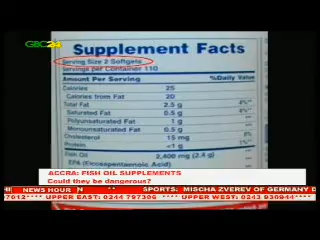 GBC24
Supplement Facts
Serving Size 2 Softgels
Servings per Container 110
Amount Per Serving %Daily Value
Calories 25
Calories from Fat 20
Total Fat 2.5 g 4%**
Saturated Fat 0.5 g
Polyunsaturated Fat 1 g
Monounsaturated Fat 0.5 g
Cholesterol 15 mg
Protein <1 g
Fish Oil 2,400 mg (2.4 g)
EPA (Eicosapentaenoic Acid)
ACCRA: FISH OIL SUPPLEMENTS
Could they be dangerous?
NEWS HOUR SPORTS: MISCHA ZVEREV OF GERMANY D
7012**** UPPER EAST: 0244 797306 **** UPPER WEST: 0243 930944****